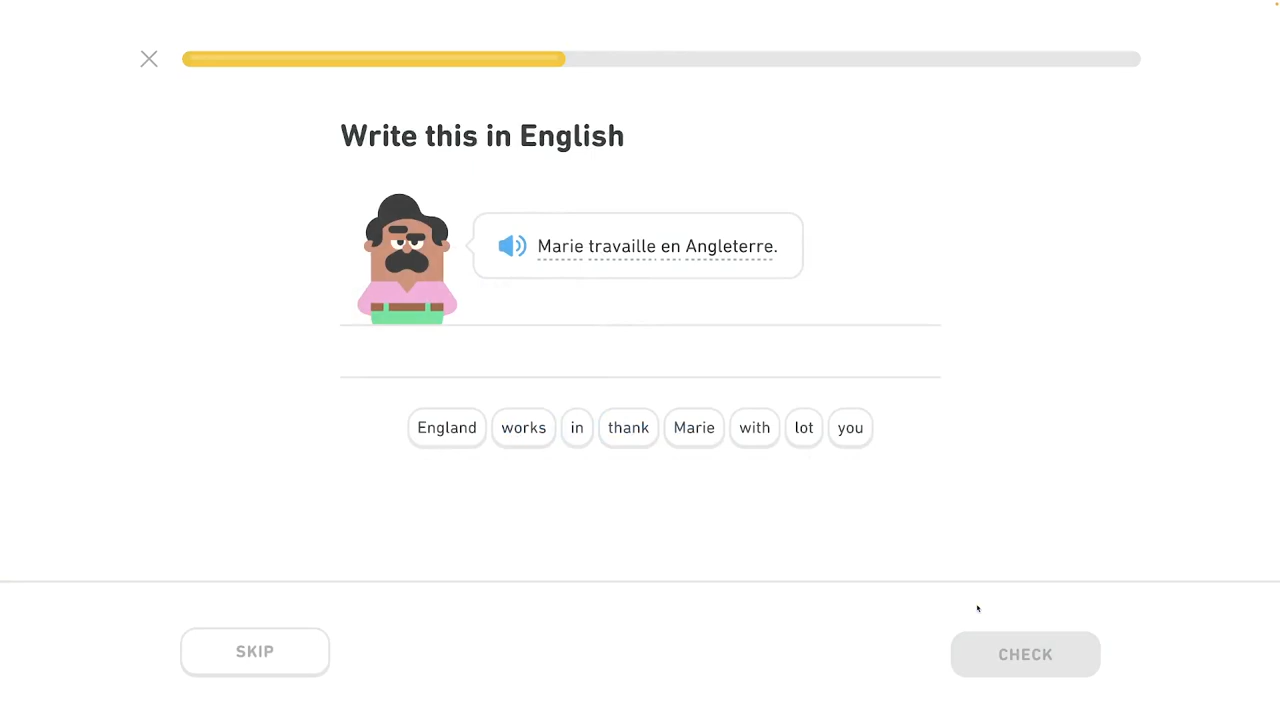 Write this in English
Marie travaille en Angleterre.
England works in thank Marie with lot you
SKIP
CHECK